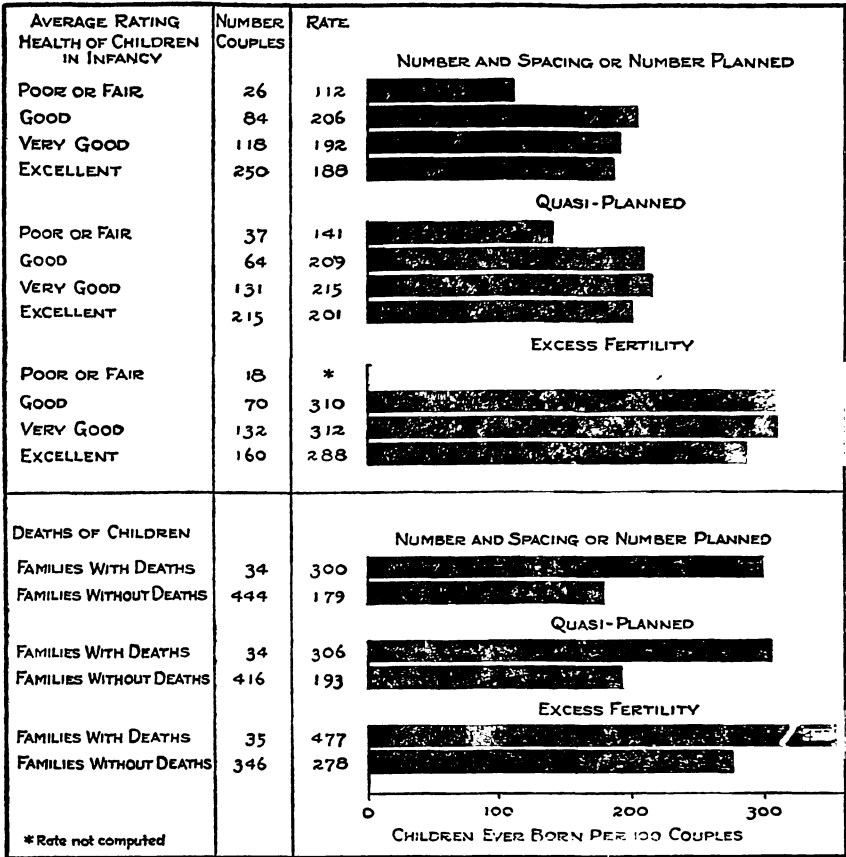 AVERAGE RATING NUMBER RATE
HEALTH OF CHILDREN COUPLES
IN INFANCY
NUMBER AND SPACING OR NUMBER PLANNED
POOR OR FAIR 26 112
GOOD 84 206
VERY GOOD 118 192
EXCELLENT 250 188
QUASI-PLANNED
POOR OR FAIR 37 141
GOOD 64 209
VERY GOOD 131 215
EXCELLENT 215 201
EXCESS FERTILITY
POOR OR FAIR 18 *
GOOD 70 310
VERY GOOD 132 312
EXCELLENT 160 288
DEATHS OF CHILDREN
NUMBER AND SPACING OR NUMBER PLANNED
FAMILIES WITH DEATHS 34 300
FAMILIES WITHOUT DEATHS 444 179
QUASI-PLANNED
FAMILIES WITH DEATHS 34 306
FAMILIES WITHOUT DEATHS 416 193
EXCESS FERTILITY
FAMILIES WITH DEATHS 35 477
FAMILIES WITHOUT DEATHS 346 278
0 100 200 300
* Rate not computed
CHILDREN EVER BORN PER 100 COUPLES